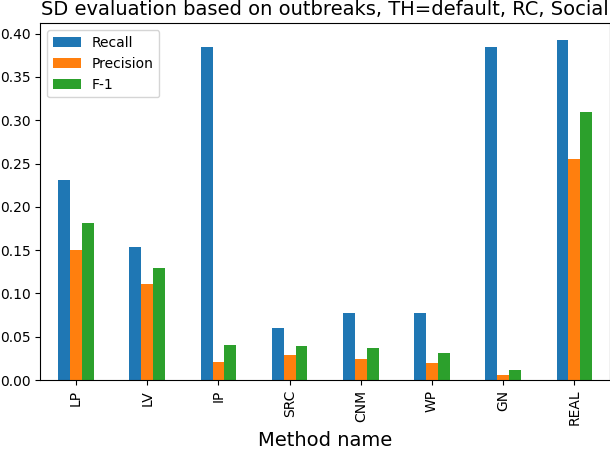 SD evaluation based on outbreaks, TH=default, RC, Social
0.40
0.35
0.30
0.25
0.20
0.15
0.10
0.05
0.00
Recall
Precision
F-1
LP
LV
IP
SRC
CNM
WP
GN
REAL
Method name